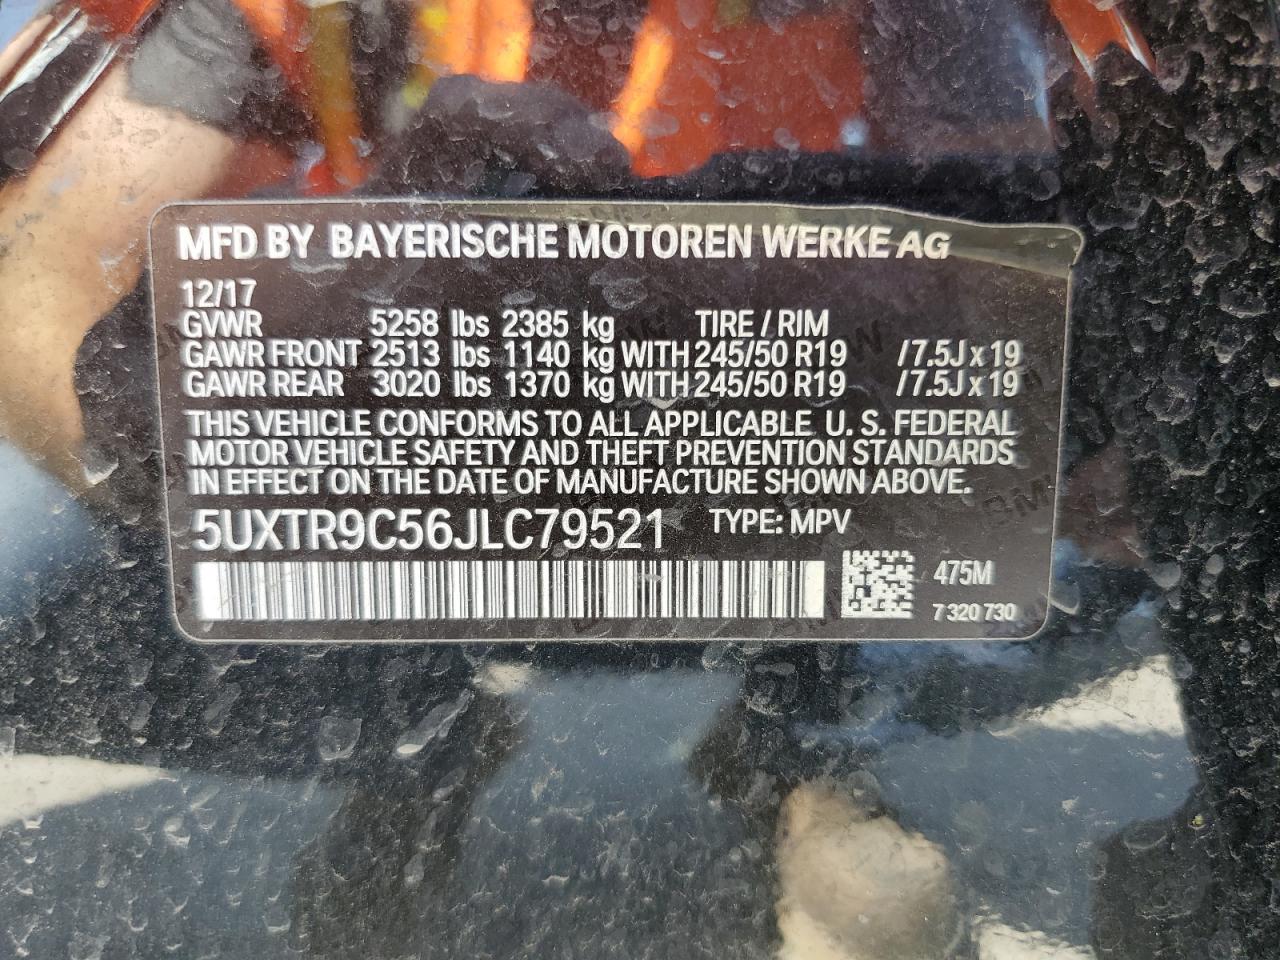 MFD BY BAYERISCHE MOTOREN WERKE AG
12/17
GVWR 5258 lbs 2385 kg TIRE / RIM
GAWR FRONT 2513 lbs 1140 kg WITH 245/50 R19 / 7.5J x 19
GAWR REAR 3020 lbs 1370 kg WITH 245/50 R19 / 7.5J x 19
THIS VEHICLE CONFORMS TO ALL APPLICABLE U. S. FEDERAL
MOTOR VEHICLE SAFETY AND THEFT PREVENTION STANDARDS
IN EFFECT ON THE DATE OF MANUFACTURE SHOWN ABOVE.
5UXTR9C56JLC79521 TYPE: MPV
475M
7 320 730